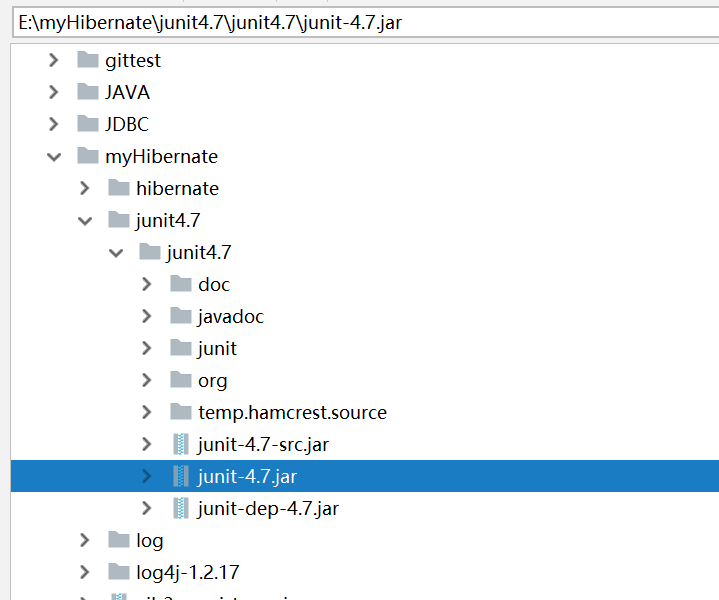 E:\myHibernate\junit4.7\junit4.7\junit-4.7.jar
gittest
JAVA
JDBC
myHibernate
hibernate
junit4.7
junit4.7
doc
javadoc
junit
org
temp.hamcrest.source
junit-4.7-src.jar
junit-4.7.jar
junit-dep-4.7.jar
log
log4j-1.2.17